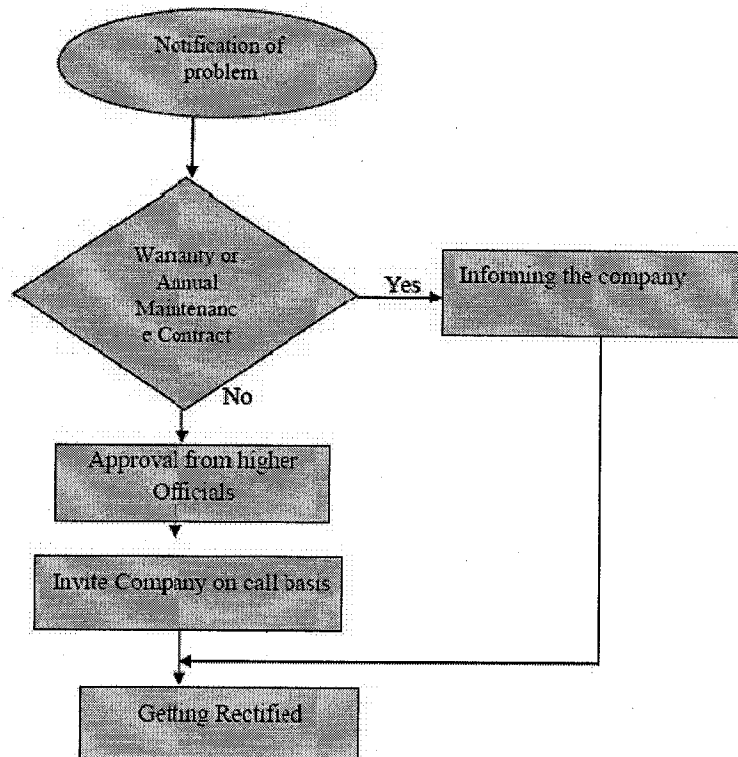 Notification of
problem
Warranty or
Annual
Maintenanc
e Contract
Yes
Informing the company
No
Approval from higher
Officials
Invite Company on call basis
Getting Rectified